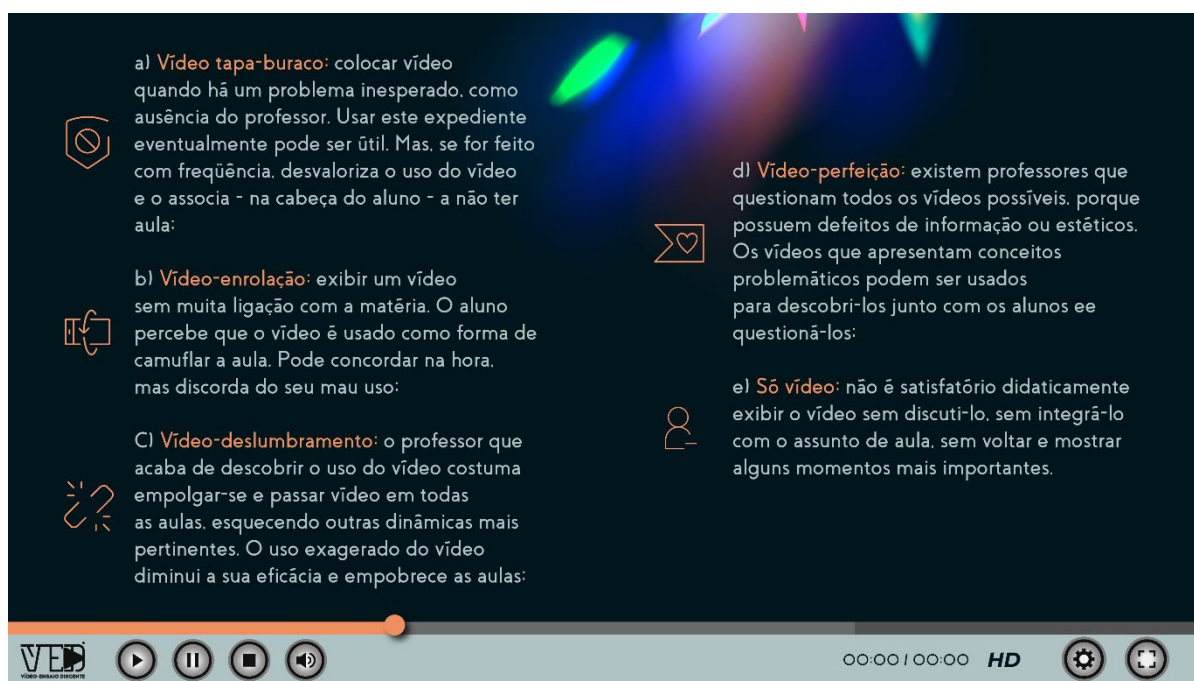 a) Vídeo tapa-buraco: colocar vídeo
quando há um problema inesperado, como
ausência do professor. Usar este expediente
eventualmente pode ser útil. Mas, se for feito
com freqüência, desvaloriza o uso do vídeo
e o associa - na cabeça do aluno - a não ter
aula;
b) Vídeo-enrolação: exibir um vídeo
sem muita ligação com a matéria. O aluno
percebe que o vídeo é usado como forma de
camuflar a aula. Pode concordar na hora,
mas discorda do seu mau uso;
C) Vídeo-deslumbramento: o professor que
acaba de descobrir o uso do vídeo costuma
empolgar-se e passar vídeo em todas
as aulas, esquecendo outras dinâmicas mais
pertinentes. O uso exagerado do vídeo
diminui a sua eficácia e empobrece as aulas;
d) Vídeo-perfeição: existem professores que
questionam todos os vídeos possíveis, porque
possuem defeitos de informação ou estéticos.
Os vídeos que apresentam conceitos
problemáticos podem ser usados
para descobri-los junto com os alunos ee
questioná-los;
e) Só vídeo: não é satisfatório didaticamente
exibir o vídeo sem discuti-lo, sem integrá-lo
com o assunto de aula, sem voltar e mostrar
alguns momentos mais importantes.
VED
VÍDEO-ENSAIO DISCENTE
00:00 / 00:00 HD